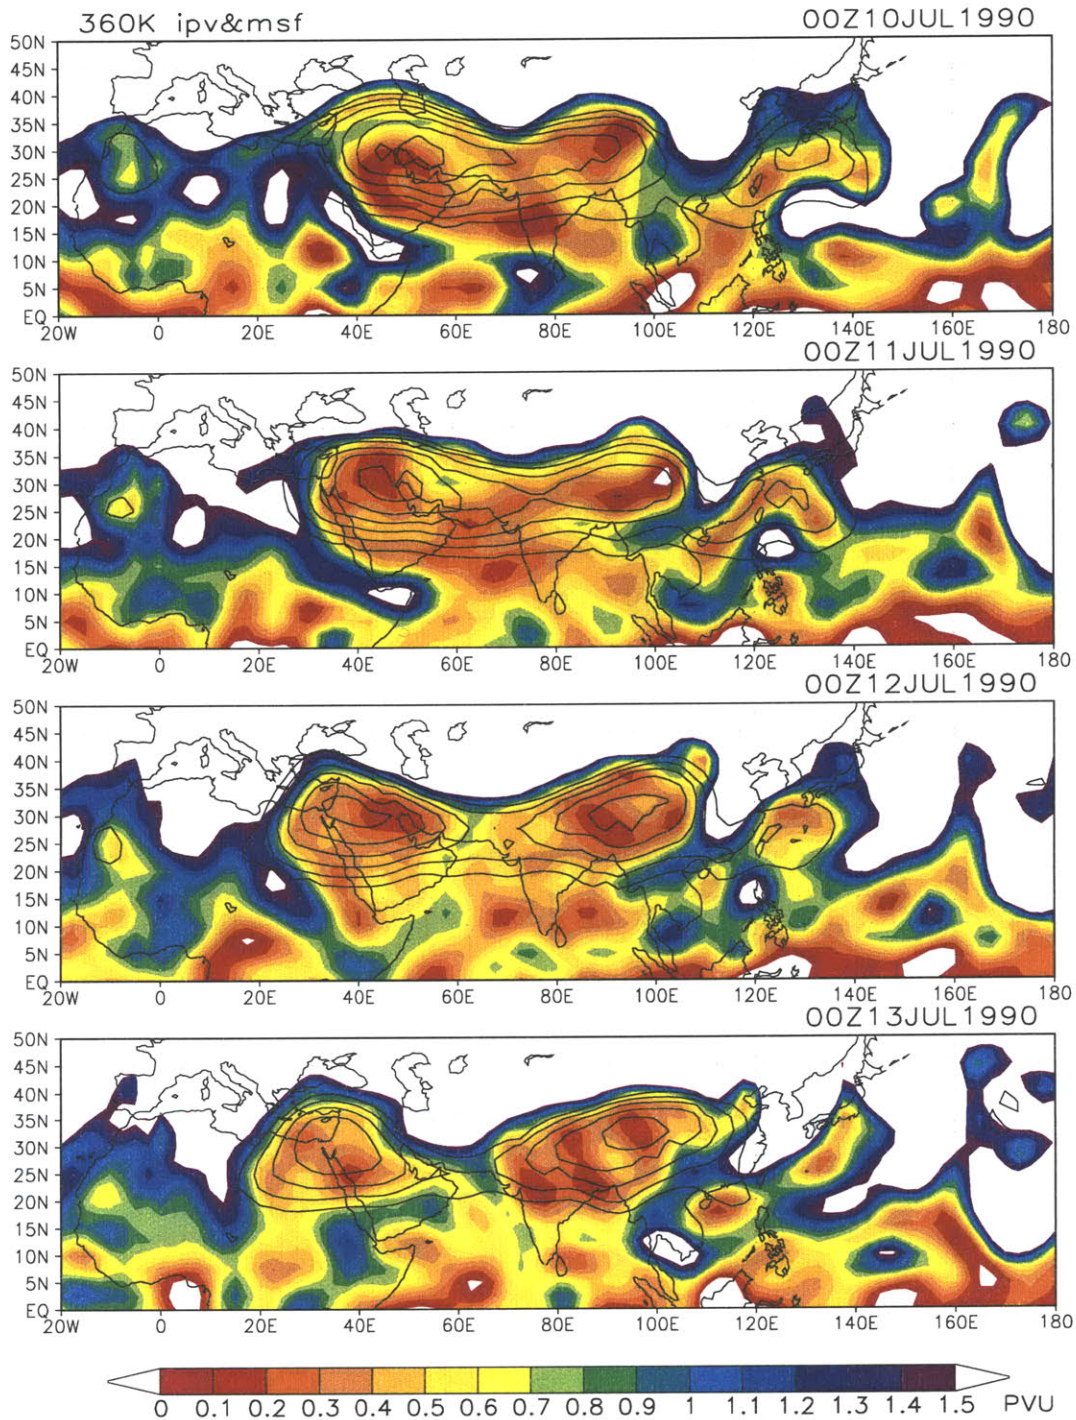 360K ipv&msf 00Z10JUL1990
50N
45N
40N
35N
30N
25N
20N
15N
10N
5N
EQ
20W 0 20E 40E 60E 80E 100E 120E 140E 160E 180
00Z11JUL1990
50N
45N
40N
35N
30N
25N
20N
15N
10N
5N
EQ
20W 0 20E 40E 60E 80E 100E 120E 140E 160E 180
00Z12JUL1990
50N
45N
40N
35N
30N
25N
20N
15N
10N
5N
EQ
20W 0 20E 40E 60E 80E 100E 120E 140E 160E 180
00Z13JUL1990
50N
45N
40N
35N
30N
25N
20N
15N
10N
5N
EQ
20W 0 20E 40E 60E 80E 100E 120E 140E 160E 180
0 0.1 0.2 0.3 0.4 0.5 0.6 0.7 0.8 0.9 1 1.1 1.2 1.3 1.4 1.5 PVU